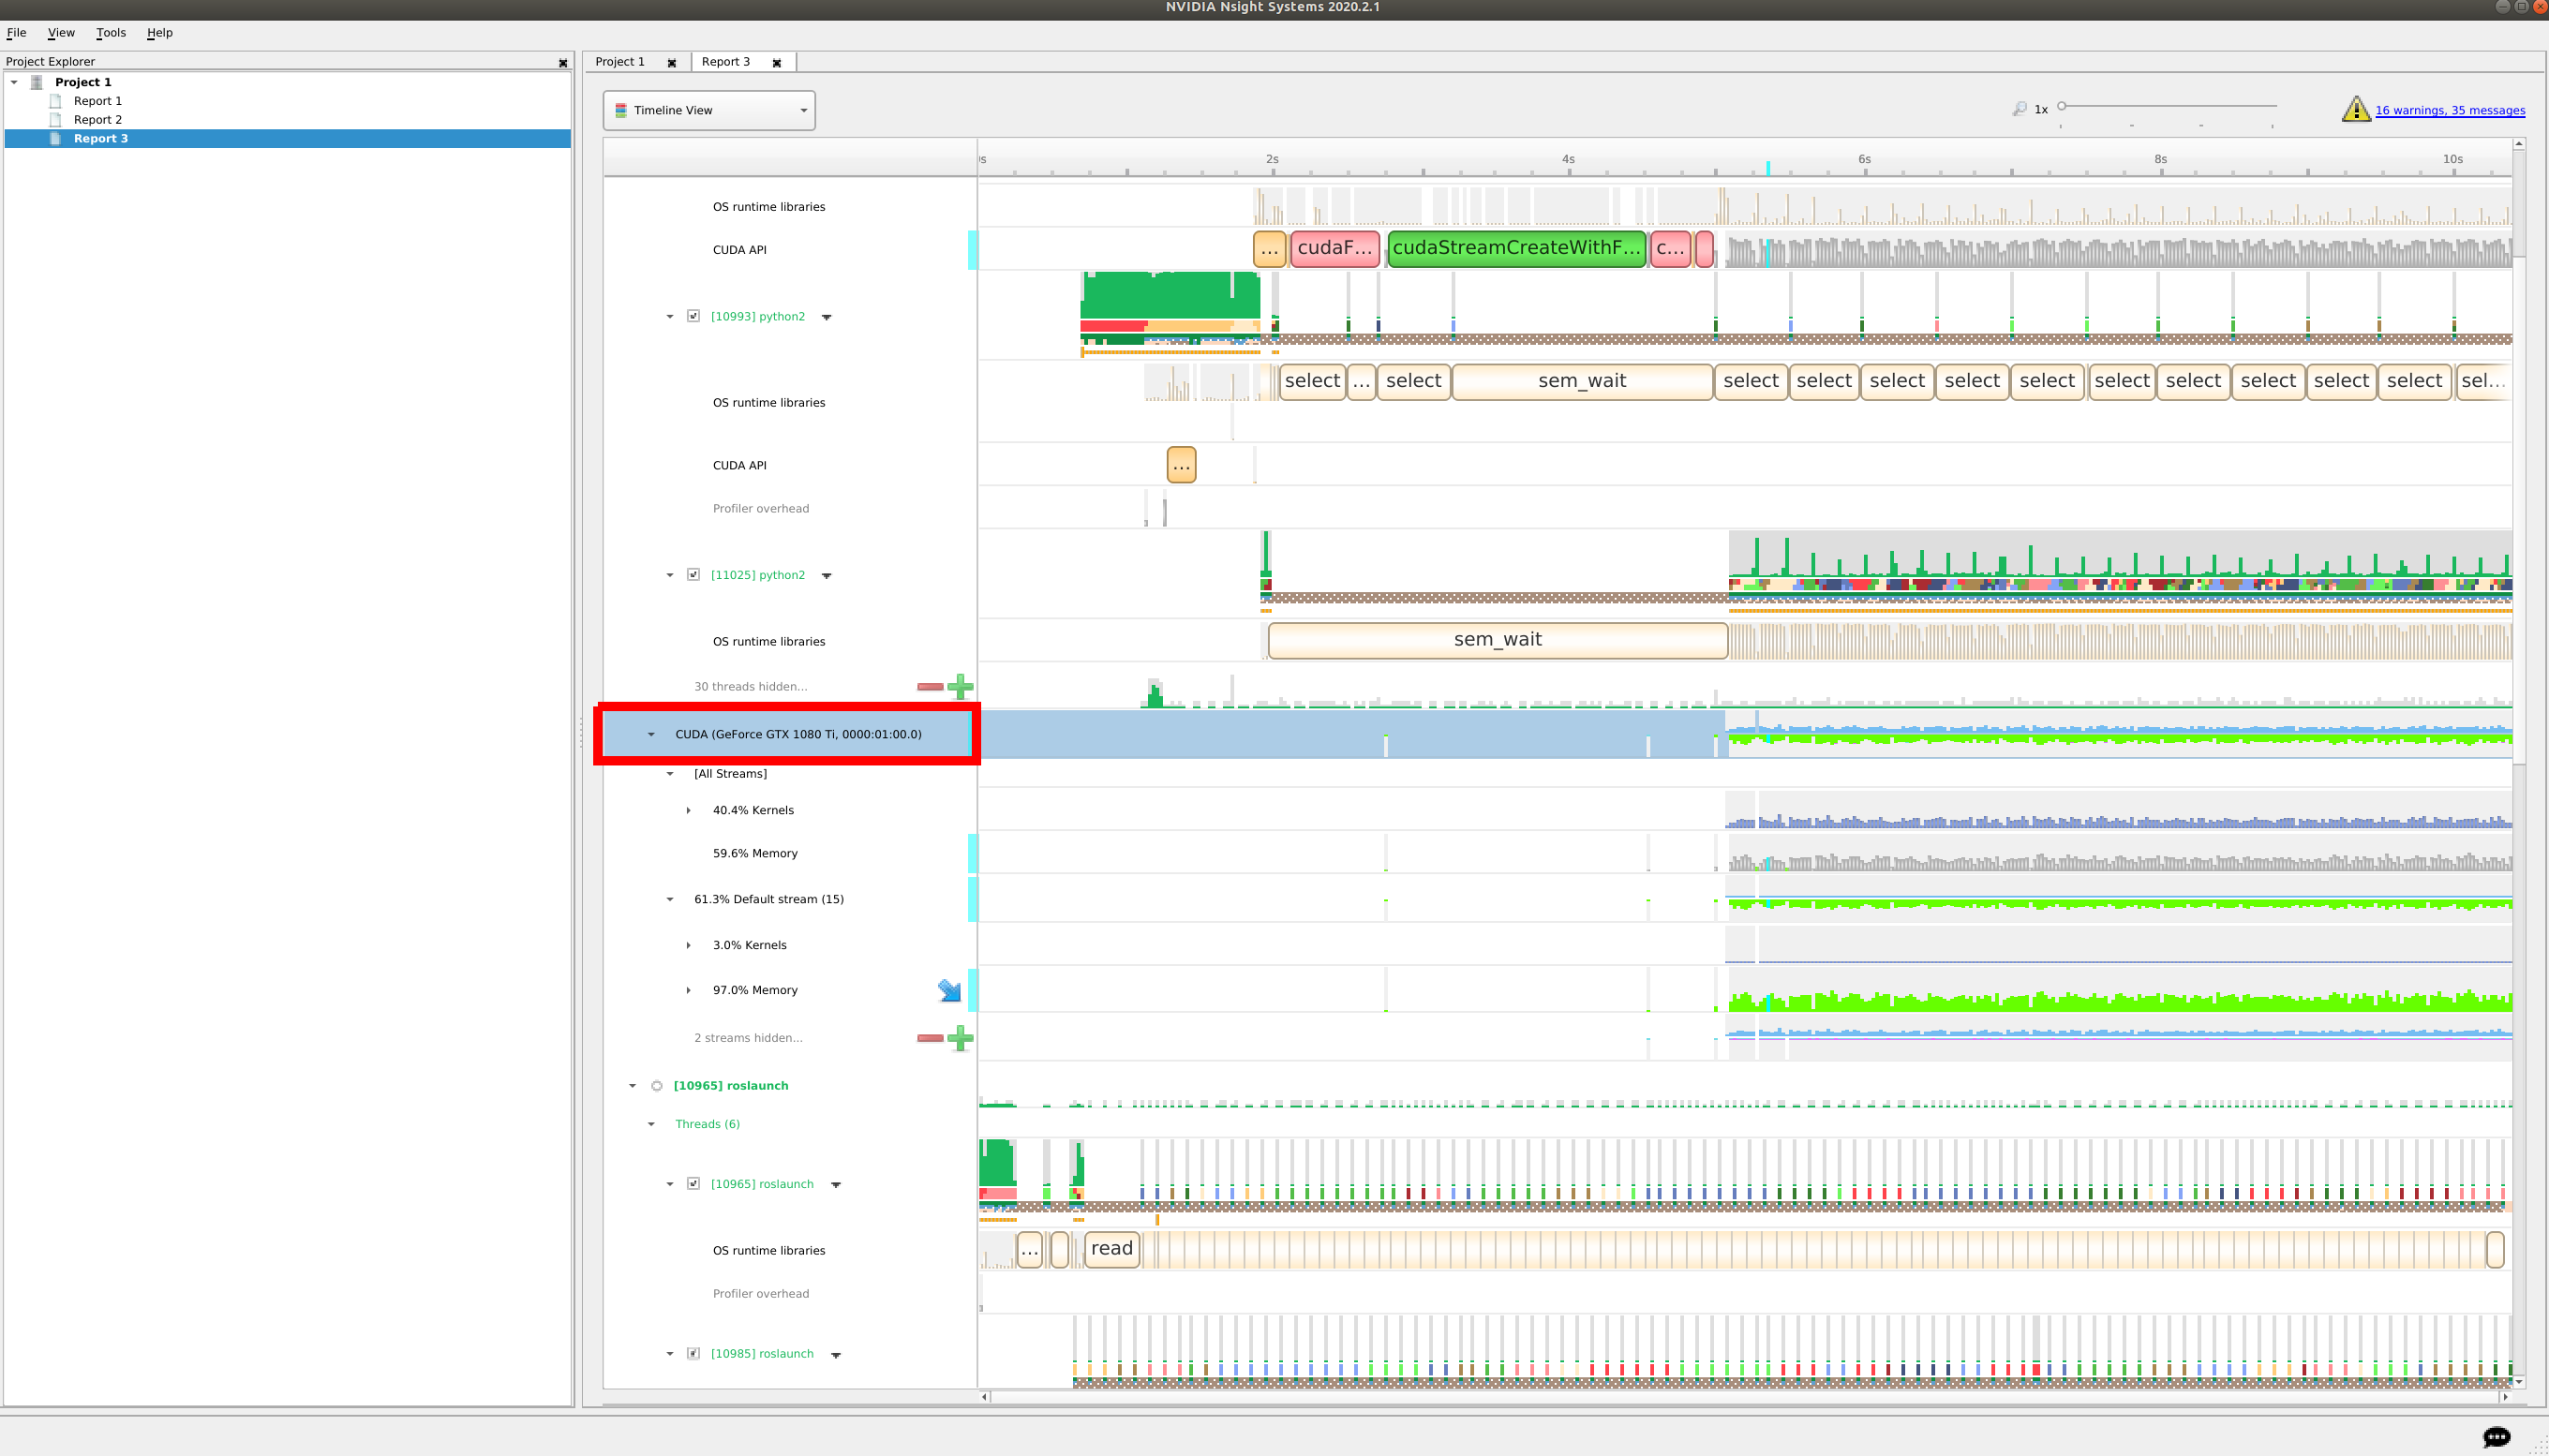 NVIDIA Nsight Systems 2020.2.1
File View Tools Help
Project Explorer
Project 1
Report 1
Report 2
Report 3
Project 1 Report 3
Timeline View
1x
16 warnings, 35 messages
2s 4s 6s 8s 10s
OS runtime libraries
CUDA API
... cudaF... cudaStreamCreateWithF... c...
[10993] python2
OS runtime libraries
select ... select sem_wait select select select select select select select select select select sel...
CUDA API
...
Profiler overhead
[11025] python2
OS runtime libraries
sem_wait
30 threads hidden...
CUDA (GeForce GTX 1080 Ti, 0000:01:00.0)
[All Streams]
40.4% Kernels
59.6% Memory
61.3% Default stream (15)
3.0% Kernels
97.0% Memory
2 streams hidden...
[10965] roslaunch
Threads (6)
[10965] roslaunch
OS runtime libraries
... read
Profiler overhead
[10985] roslaunch